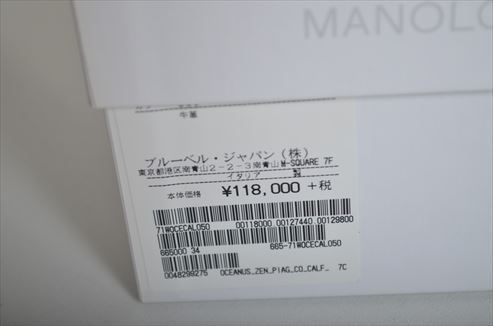 MANOLO
牛革
ブルーベル・ジャパン(株)
東京都港区南青山2-2-3南青山M-SQUARE 7F
イタリア 製
本体価格 ¥118,000 +税
71WOCECAL050 00118000 00127440 00129800
665000 34 665-71WOCECAL050
0048299275 OCEANUS_ZEN_PIAG_CO_CALF_ 7C